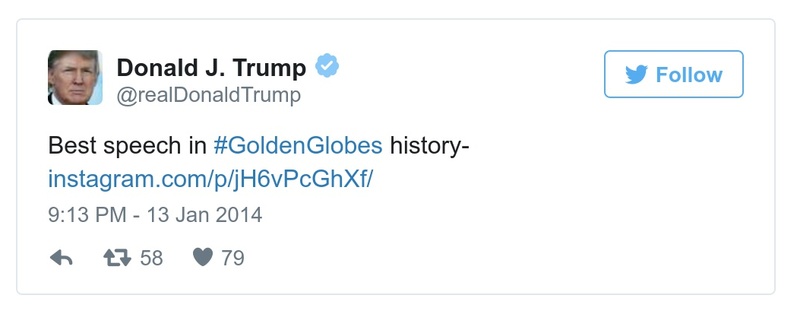 Donald J. Trump
@realDonaldTrump
Follow
Best speech in #GoldenGlobes history-
instagram.com/p/jH6vPcGhXf/
9:13 PM - 13 Jan 2014
58 79